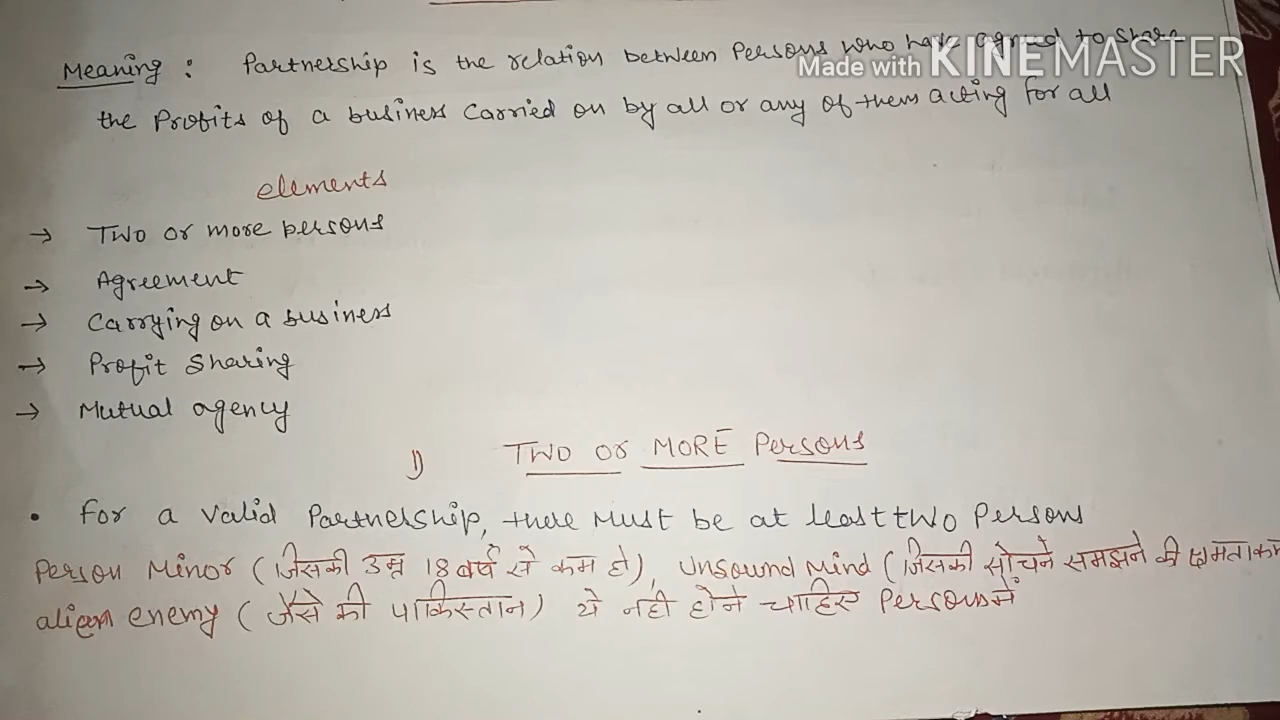 Meaning : Partnership is the relation between Persons who have agreed to share
Made with KINEMASTER
the Profits of a business carried on by all or any of them acting for all
elements
→ Two or more persons
→ Agreement
→ Carrying on a business
→ Profit Sharing
→ Mutual agency
1) TWO or MORE Persons
• For a valid Partnership, there must be at least two Persons
Person Minor (जिसकी उम्र 18 वर्ष से कम हो), Unsound Mind (जिसकी सोचने समझने की क्षमता कम
alien enemy (जैसे की पाकिस्तान) ये नही होने चाहिए Persons में